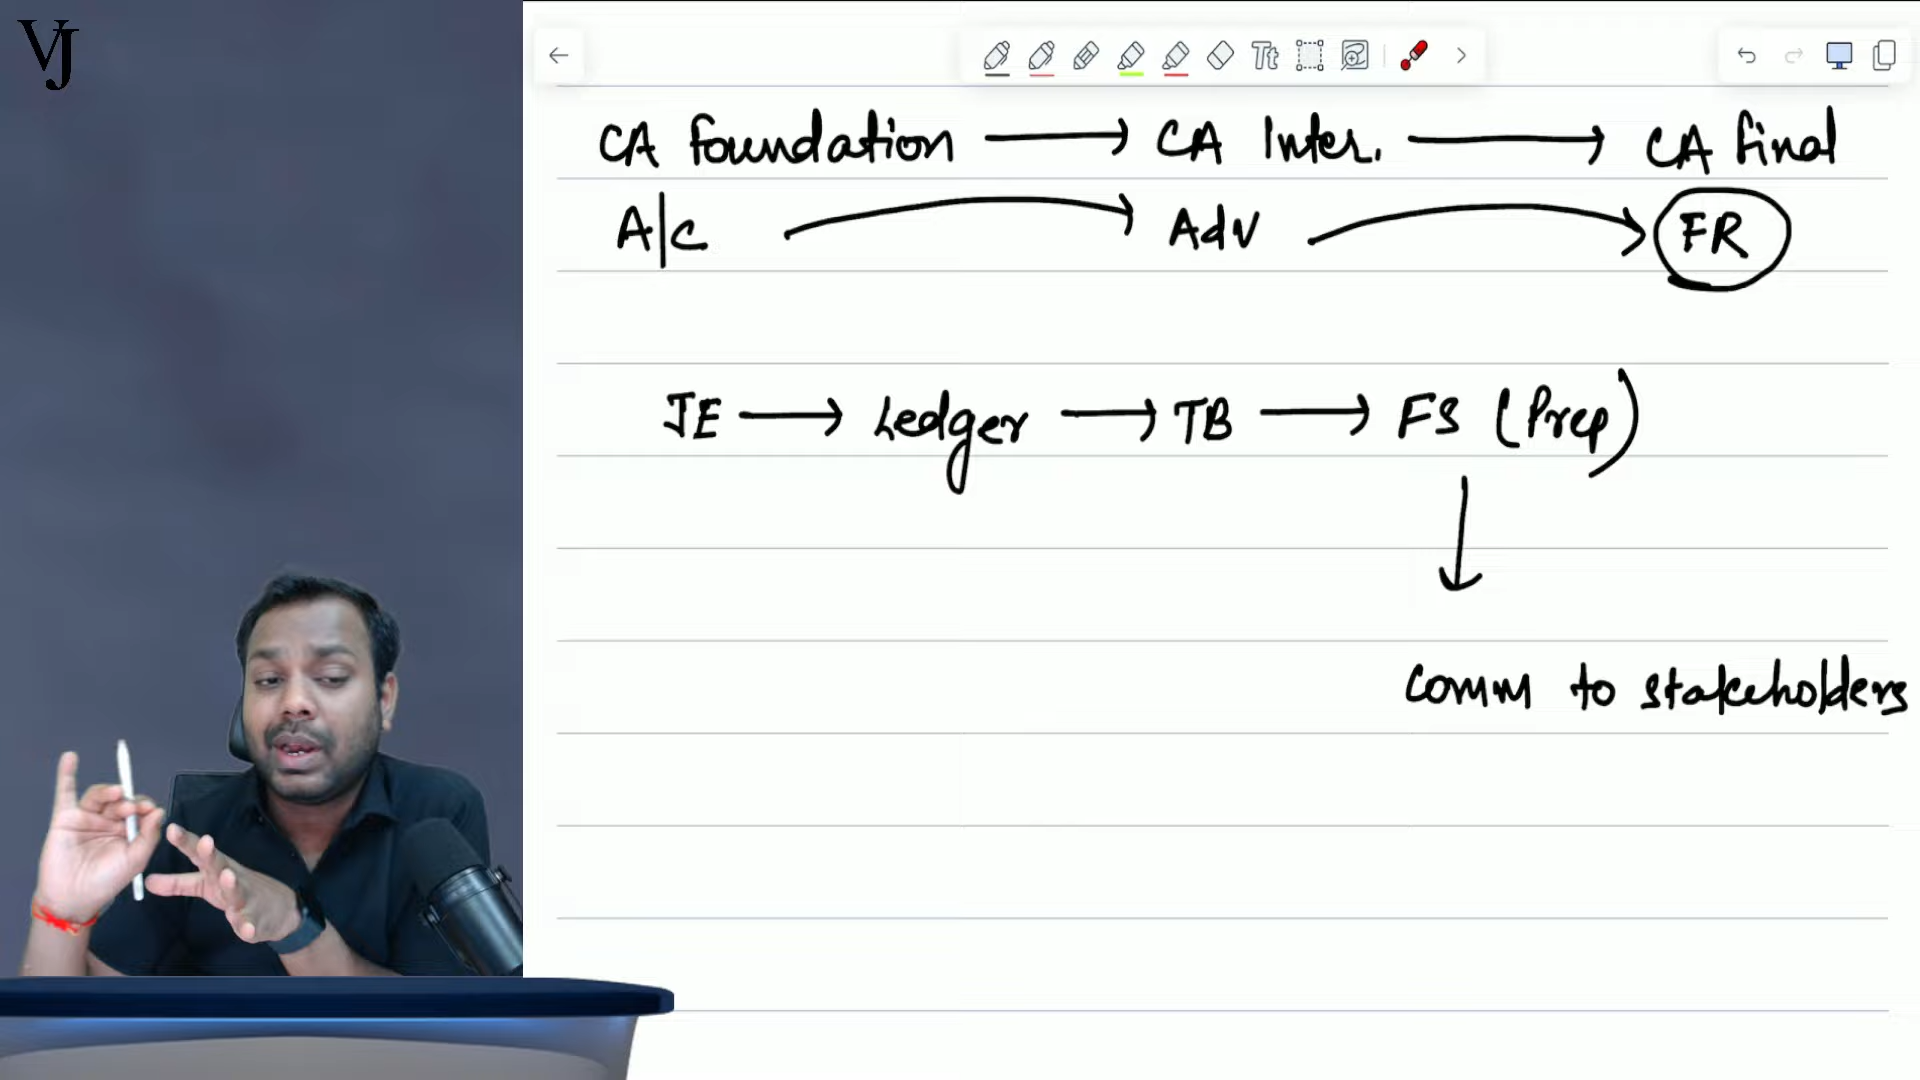 VJ
CA Foundation → CA Inter. → CA Final
A/c → Adv → FR
JE → Ledger → TB → FS (Prep)
↓
Comm to stakeholders